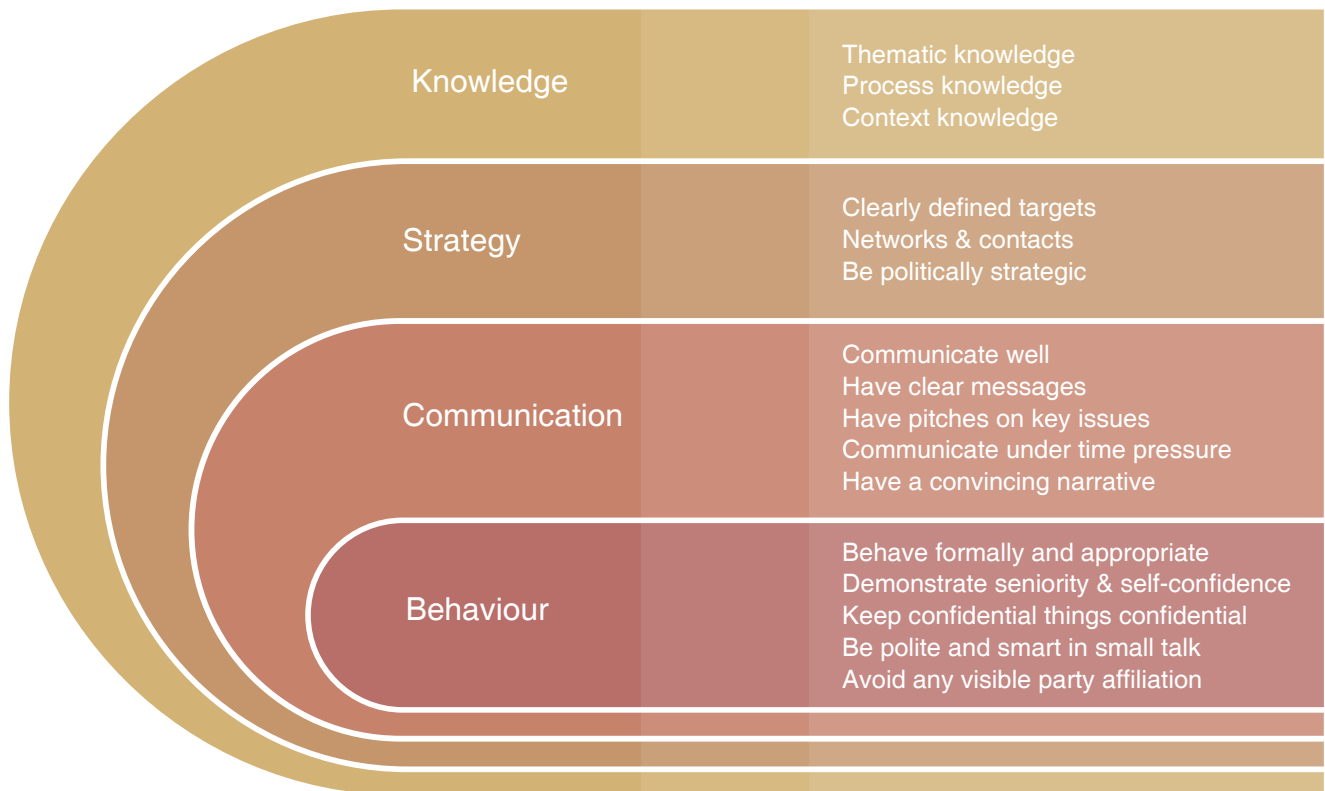 Knowledge
Thematic knowledge
Process knowledge
Context knowledge
Strategy
Clearly defined targets
Networks & contacts
Be politically strategic
Communication
Communicate well
Have clear messages
Have pitches on key issues
Communicate under time pressure
Have a convincing narrative
Behaviour
Behave formally and appropriate
Demonstrate seniority & self-confidence
Keep confidential things confidential
Be polite and smart in small talk
Avoid any visible party affiliation